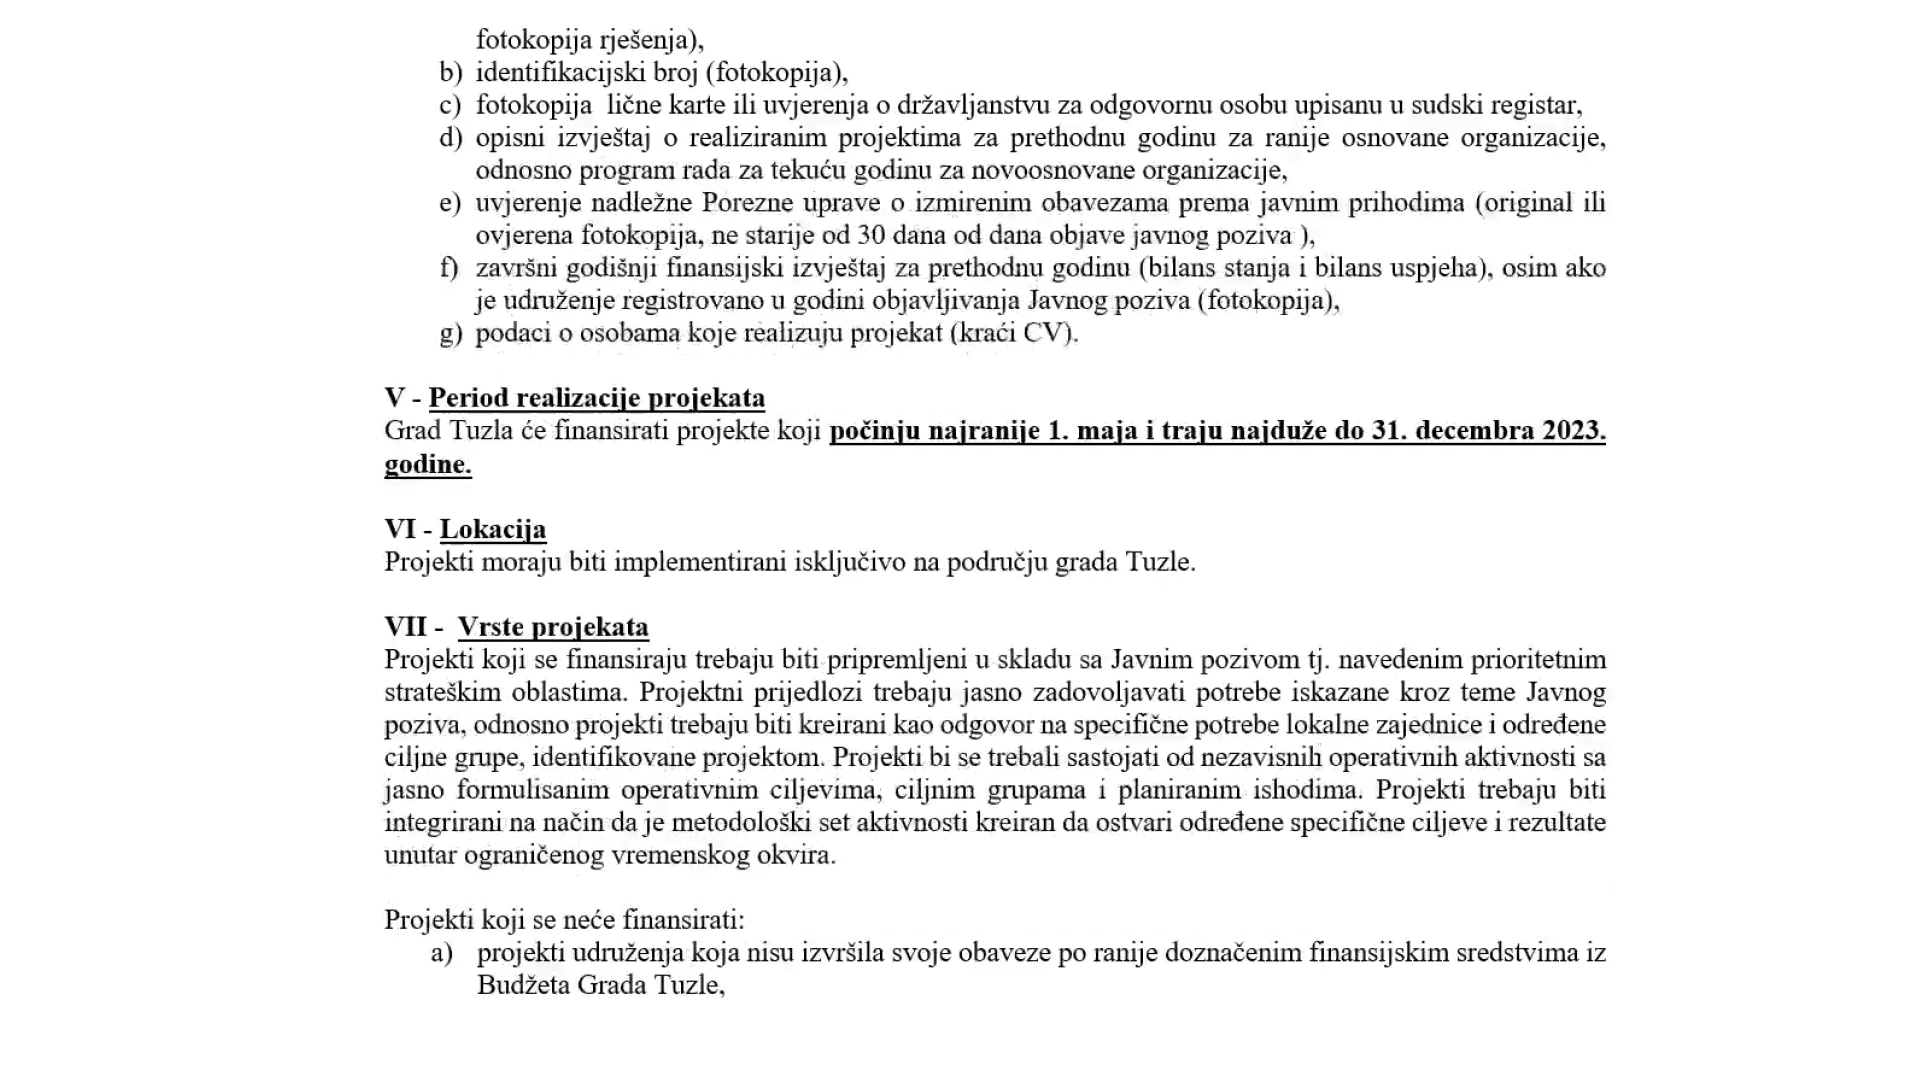 fotokopija rješenja),
b) identifikacijski broj (fotokopija),
c) fotokopija lične karte ili uvjerenja o državljanstvu za odgovornu osobu upisanu u sudski registar,
d) opisni izvještaj o realiziranim projektima za prethodnu godinu za ranije osnovane organizacije,
odnosno program rada za tekuću godinu za novoosnovane organizacije,
e) uvjerenje nadležne Porezne uprave o izmirenim obavezama prema javnim prihodima (original ili
ovjerena fotokopija, ne starije od 30 dana od dana objave javnog poziva ),
f) završni godišnji finansijski izvještaj za prethodnu godinu (bilans stanja i bilans uspjeha), osim ako
je udruženje registrovano u godini objavljivanja Javnog poziva (fotokopija),
g) podaci o osobama koje realizuju projekat (kraći CV).
V - Period realizacije projekata
Grad Tuzla će finansirati projekte koji počinju najranije 1. maja i traju najduže do 31. decembra 2023.
godine.
VI - Lokacija
Projekti moraju biti implementirani isključivo na području grada Tuzle.
VII - Vrste projekata
Projekti koji se finansiraju trebaju biti pripremljeni u skladu sa Javnim pozivom tj. navedenim prioritetnim
strateškim oblastima. Projektni prijedlozi trebaju jasno zadovoljavati potrebe iskazane kroz teme Javnog
poziva, odnosno projekti trebaju biti kreirani kao odgovor na specifične potrebe lokalne zajednice i određene
ciljne grupe, identifikovane projektom. Projekti bi se trebali sastojati od nezavisnih operativnih aktivnosti sa
jasno formulisanim operativnim ciljevima, ciljnim grupama i planiranim ishodima. Projekti trebaju biti
integrirani na način da je metodološki set aktivnosti kreiran da ostvari određene specifične ciljeve i rezultate
unutar ograničenog vremenskog okvira.
Projekti koji se neće finansirati:
a) projekti udruženja koja nisu izvršila svoje obaveze po ranije doznačenim finansijskim sredstvima iz
Budžeta Grada Tuzle,